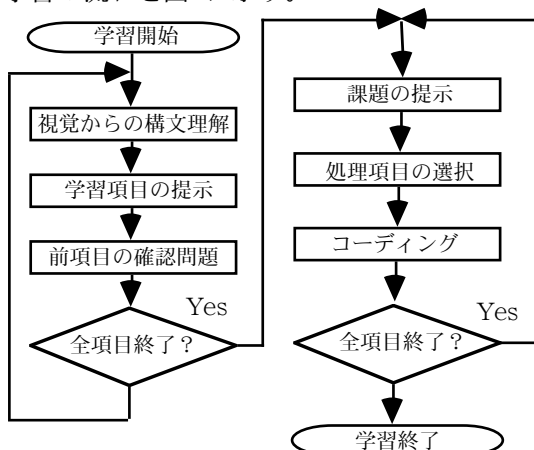 学習開始
視覚からの構文理解
学習項目の提示
前項目の確認問題
Yes
全項目終了？
課題の提示
処理項目の選択
コーディング
Yes
全項目終了？
学習終了